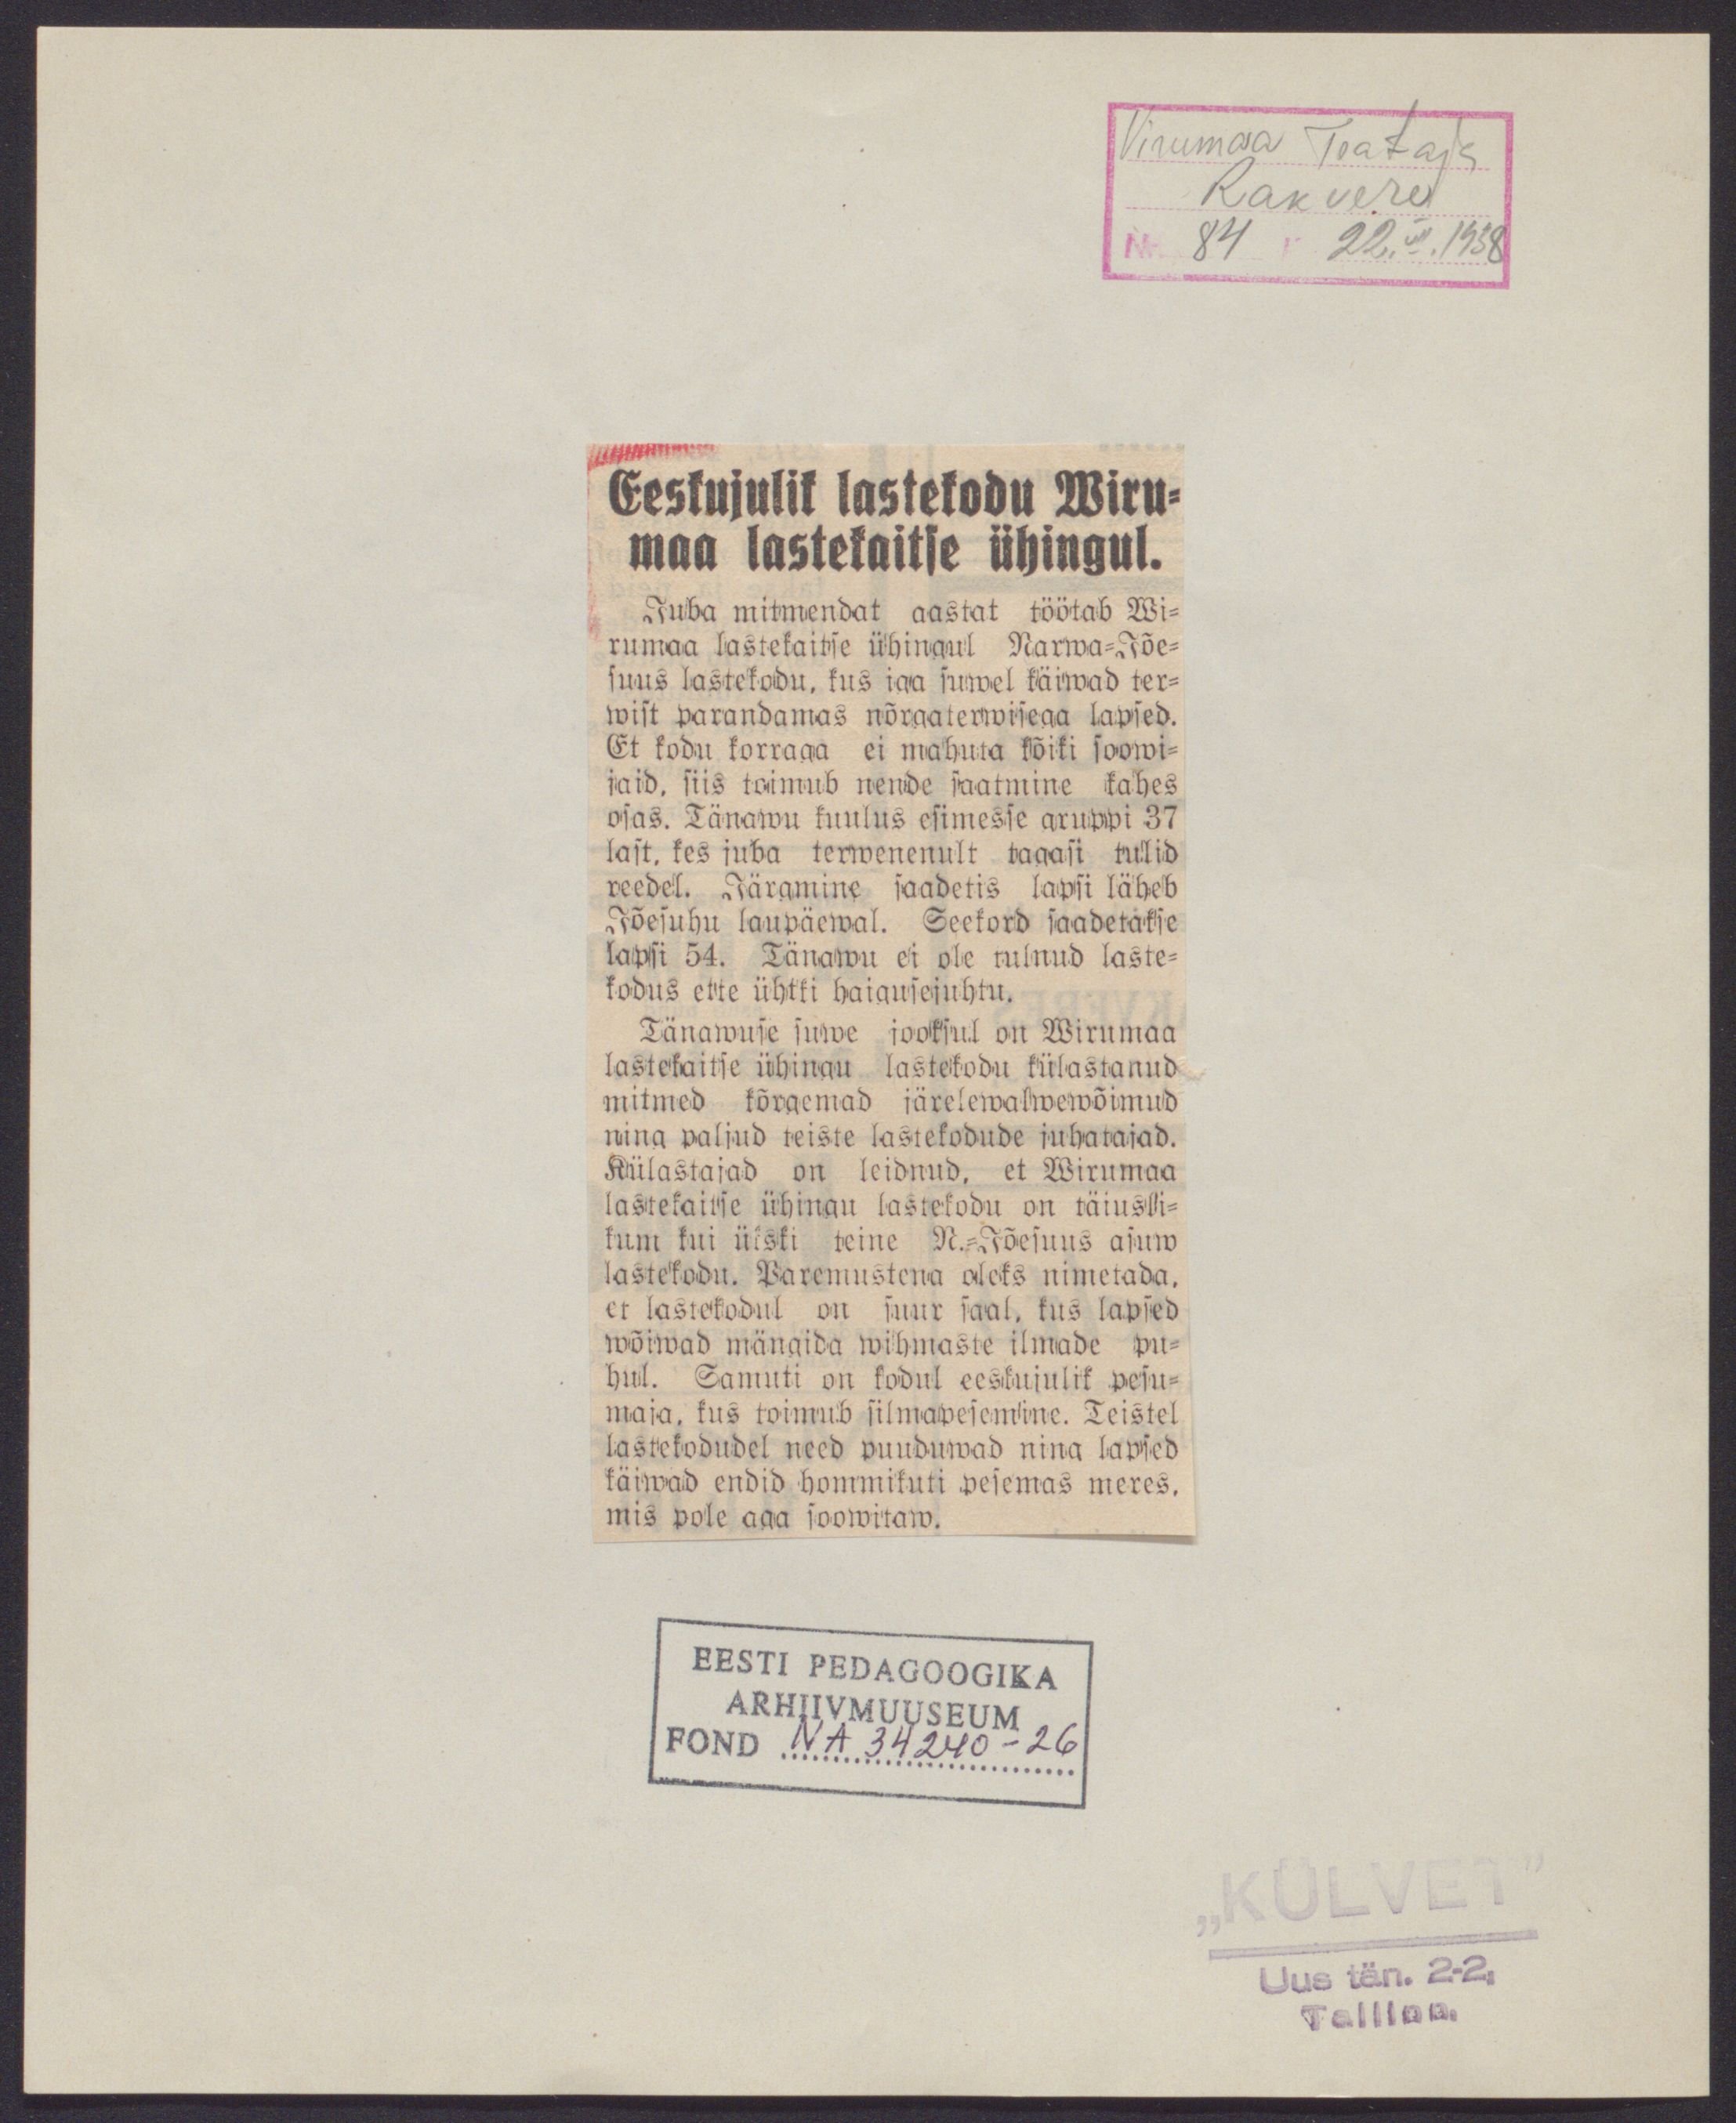 Virumaa Teataja
Rakvere
Nr. 84 22. VII. 1938
Eeskujulik lastekodu Wiru-
maa lastekaitse ühingul.
Juba mitmendat aastat töötab Wi-
rumaa lastekaitse ühingul Narwa-Jõe-
suus lastekodu, kus iga suwel käiwad ter-
wist parandamas nõrgaterwisega lapsed.
Et kodu korraga ei mahuta kõiki soowi-
jaid, siis toimub nende saatmine kahes
osas. Tänawu kuulus esimesse gruppi 37
last, kes juba terwenenult tagasi tulid
reedel. Järgmine saadetis lapsi läheb
Jõesuhu laupäewal. Seekord saadetakse
lapsi 54. Tänawu ei ole tulnud laste-
kodus ette ühtki haigusejuhtu.
Tänawuse suwe jooksul on Wirumaa
lastekaitse ühingu lastekodu külastanud
mitmed kõrgemad järelewalwewõimud
ning paljud teiste lastekodude juhatajad.
Külastajad on leidnud, et Wirumaa
lastekaitse ühingu lastekodu on täiusli-
kum kui ükski teine N.-Jõesuus asuw
lastekodu. Paremustena oleks nimetada,
et lastekodul on suur saal, kus lapsed
wõiwad mängida wihmaste ilmade pu-
hul. Samuti on kodul eeskujulik pesu-
maja, kus toimub silmapesemine. Teistel
lastekodudel need puuduwad ning lapsed
käiwad endid hommikuti pesemas meres,
mis pole aga soowitaw.
EESTI PEDAGOOGIKA
ARHIIVMUUSEUM
FOND NA 34240-26
„KÜLVET"
Uus tän. 2-2,
Tallinn.